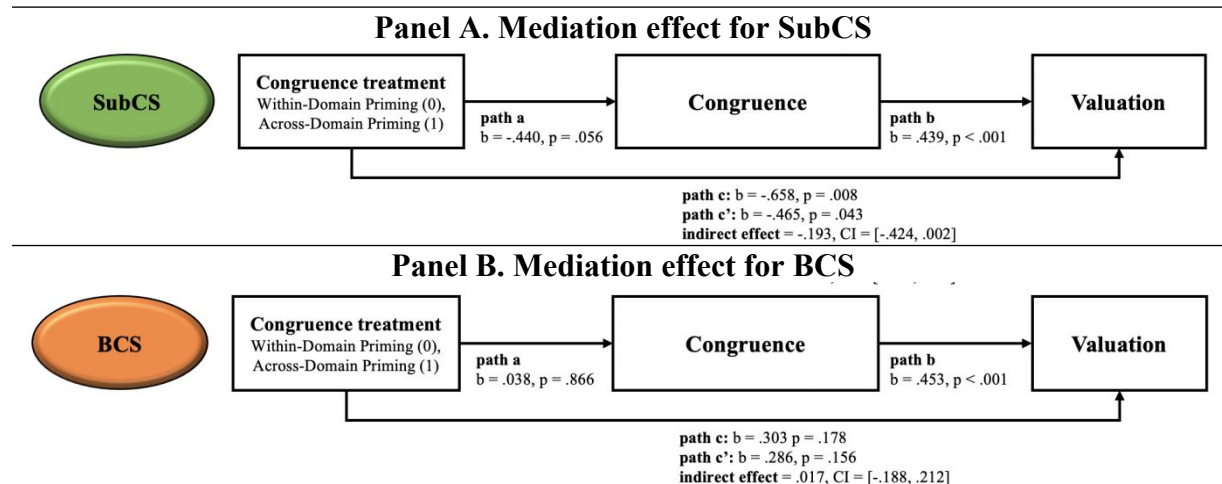 Panel A. Mediation effect for SubCS
SubCS
Congruence treatment
Within-Domain Priming (0),
Across-Domain Priming (1)
path a
b = -.440, p = .056
Congruence
path b
b = .439, p < .001
Valuation
path c: b = -.658, p = .008
path c’: b = -.465, p = .043
indirect effect = -.193, CI = [-.424, .002]
Panel B. Mediation effect for BCS
BCS
Congruence treatment
Within-Domain Priming (0),
Across-Domain Priming (1)
path a
b = .038, p = .866
Congruence
path b
b = .453, p < .001
Valuation
path c: b = .303 p = .178
path c’: b = .286, p = .156
indirect effect = .017, CI = [-.188, .212]